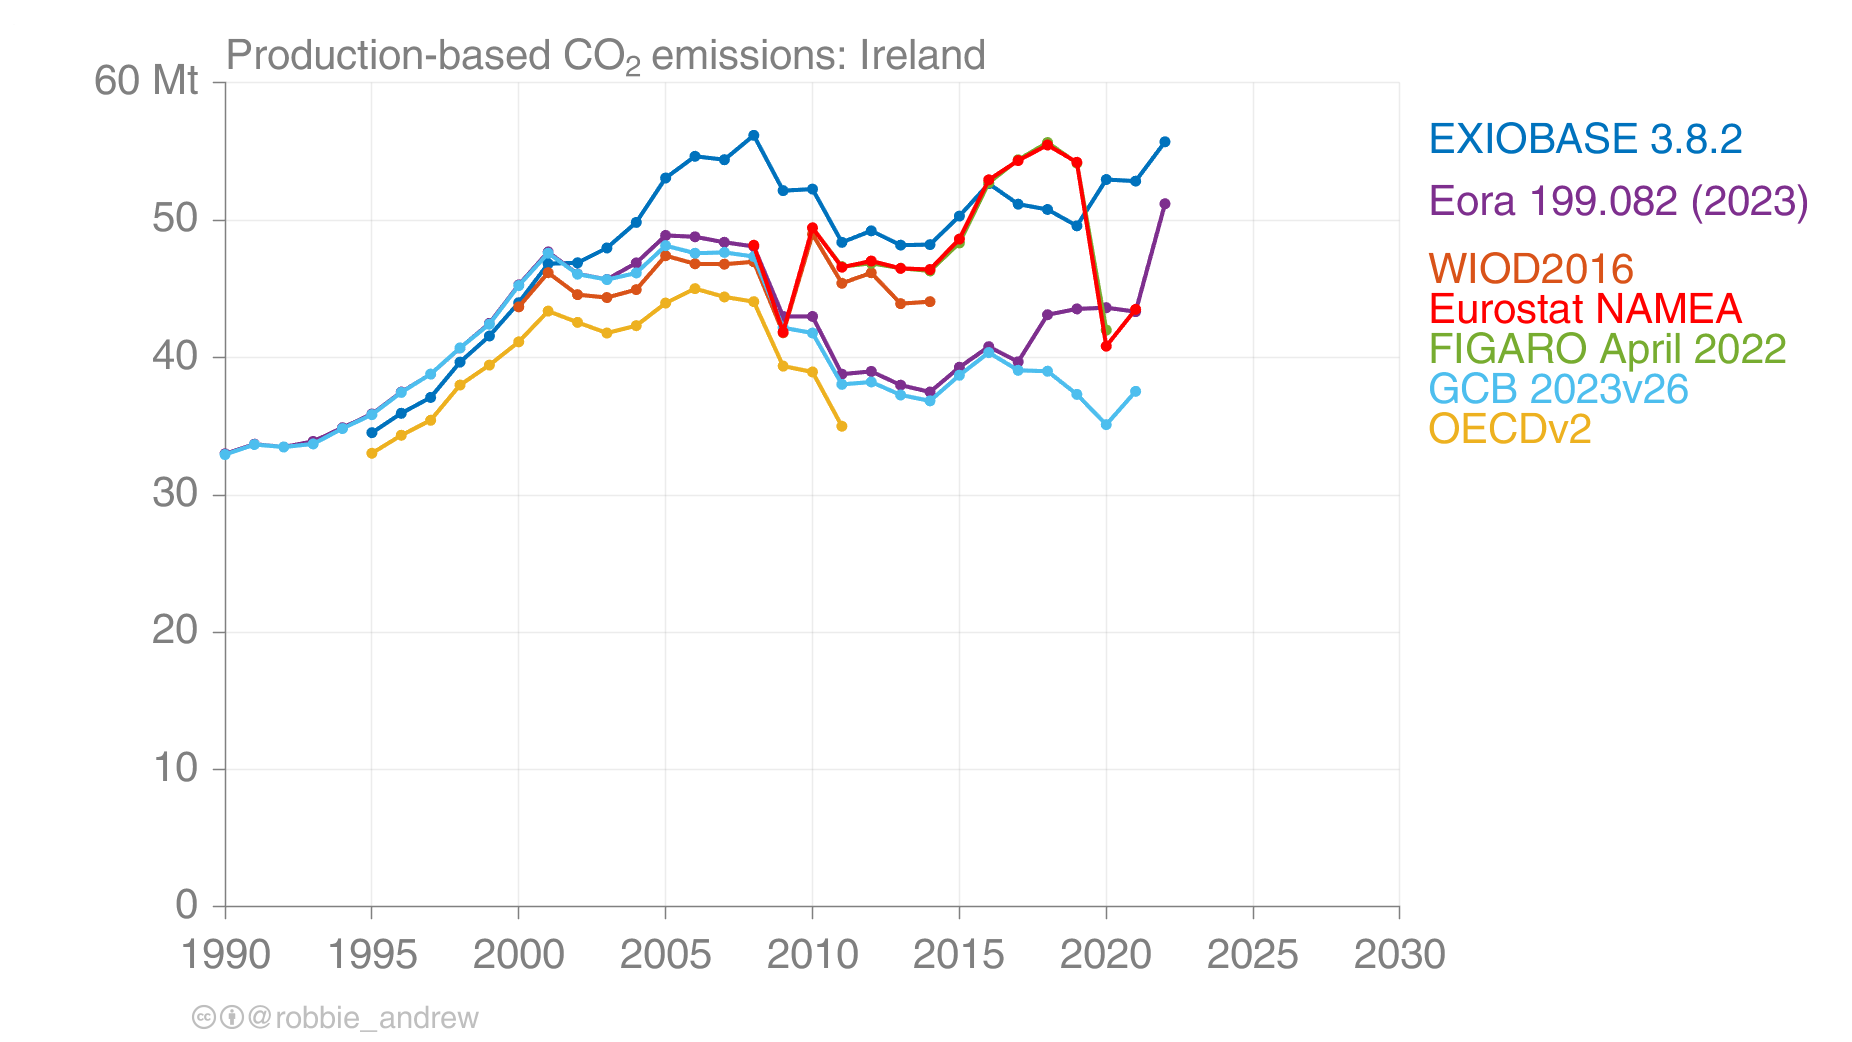 Production-based CO₂ emissions: Ireland
60 Mt
50
40
30
20
10
0
1990 1995 2000 2005 2010 2015 2020 2025 2030
EXIOBASE 3.8.2
Eora 199.082 (2023)
WIOD2016
Eurostat NAMEA
FIGARO April 2022
GCB 2023v26
OECDv2
@robbie_andrew